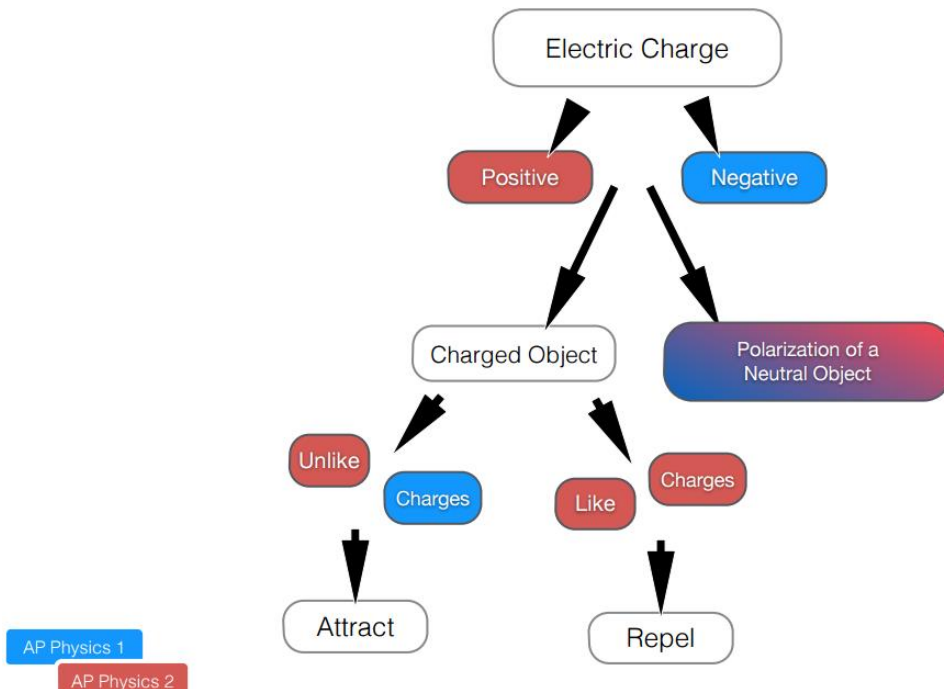 Electric Charge
Positive
Negative
Charged Object
Polarization of a
Neutral Object
Unlike
Charges
Like
Charges
Attract
Repel
AP Physics 1
AP Physics 2